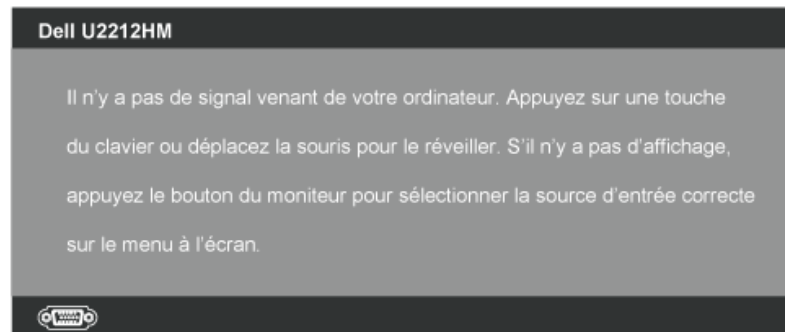 Dell U2212HM
Il n'y a pas de signal venant de votre ordinateur. Appuyez sur une touche
du clavier ou déplacez la souris pour le réveiller. S'il n'y a pas d'affichage,
appuyez le bouton du moniteur pour sélectionner la source d'entrée correcte
sur le menu à l'écran.